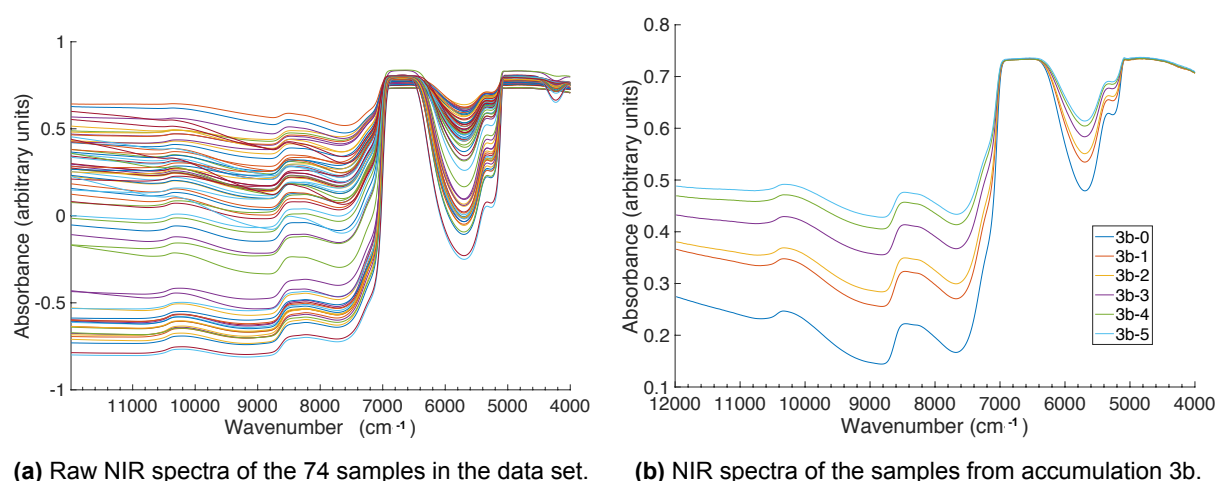 1
0.5
0
-0.5
-1
Absorbance (arbitrary units)
11000 10000 9000 8000 7000 6000 5000 4000
Wavenumber (cm-1)
(a) Raw NIR spectra of the 74 samples in the data set.
0.8
0.7
0.6
0.5
0.4
0.3
0.2
0.1
Absorbance (arbitrary units)
3b-0
3b-1
3b-2
3b-3
3b-4
3b-5
12000 11000 10000 9000 8000 7000 6000 5000 4000
Wavenumber (cm-1)
(b) NIR spectra of the samples from accumulation 3b.